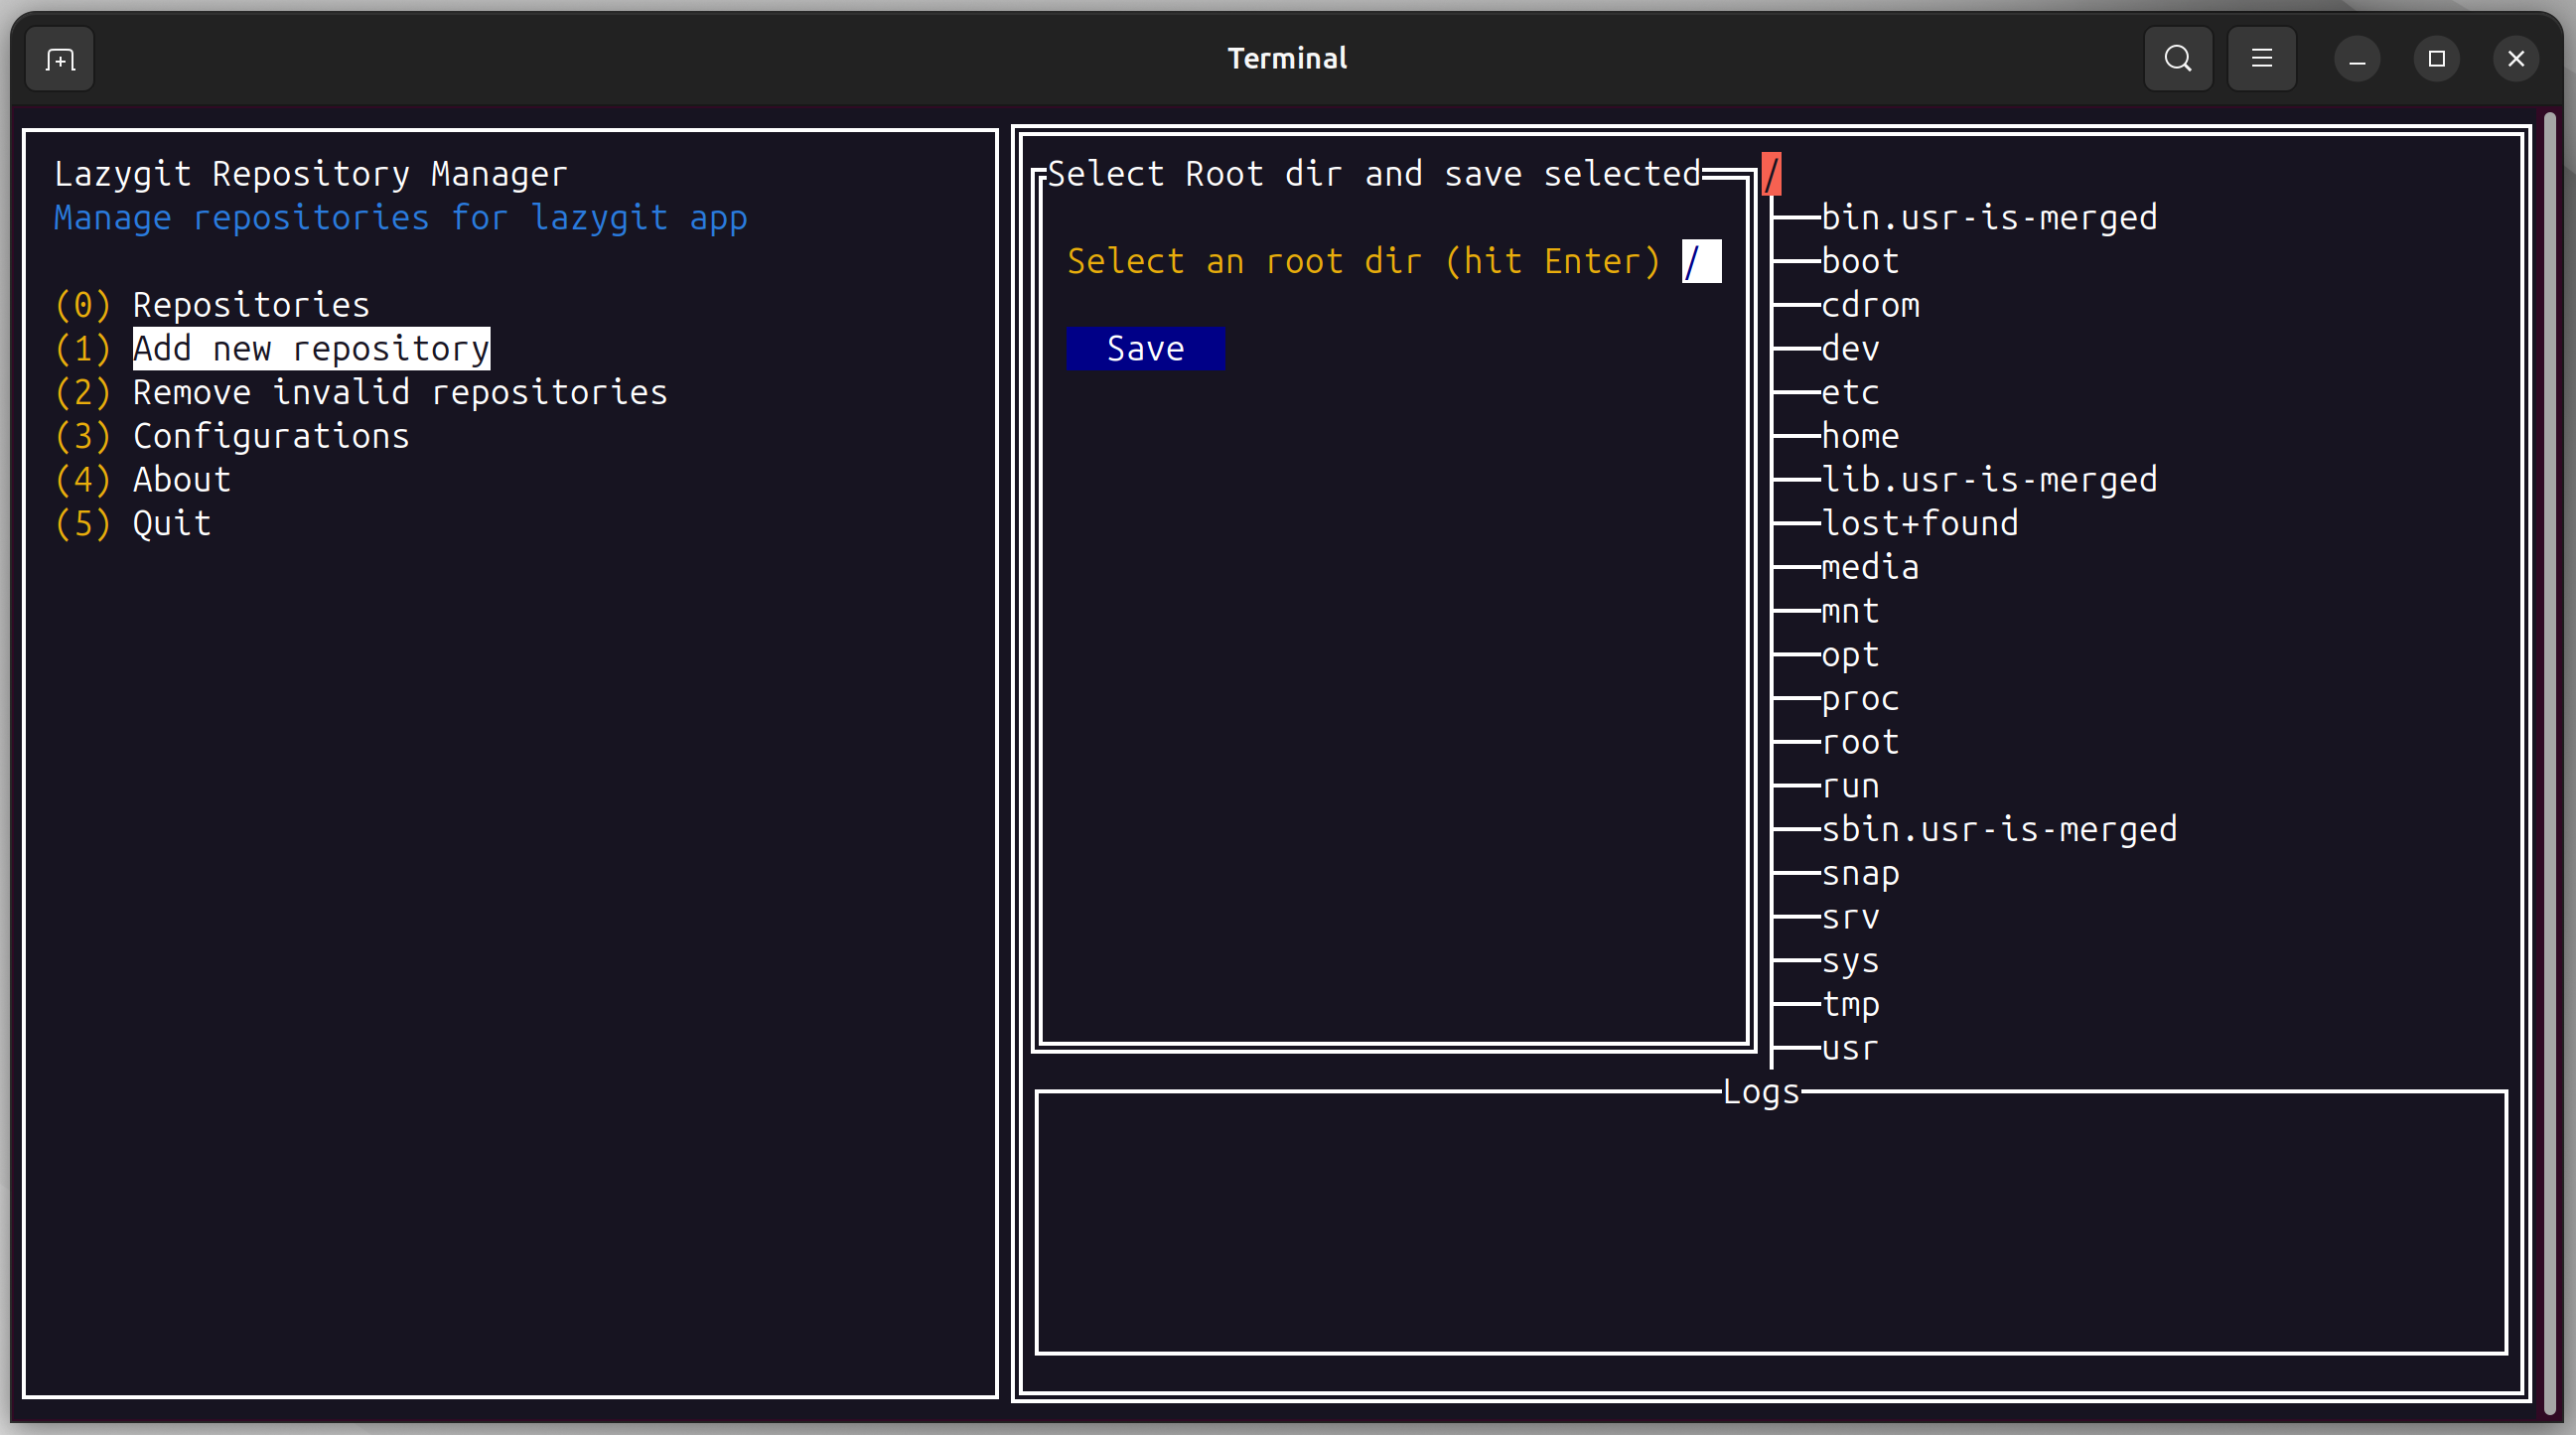 Terminal
Lazygit Repository Manager
Manage repositories for lazygit app
(0) Repositories
(1) Add new repository
(2) Remove invalid repositories
(3) Configurations
(4) About
(5) Quit
Select Root dir and save selected
Select an root dir (hit Enter) /
Save
/
bin.usr-is-merged
boot
cdrom
dev
etc
home
lib.usr-is-merged
lost+found
media
mnt
opt
proc
root
run
sbin.usr-is-merged
snap
srv
sys
tmp
usr
Logs